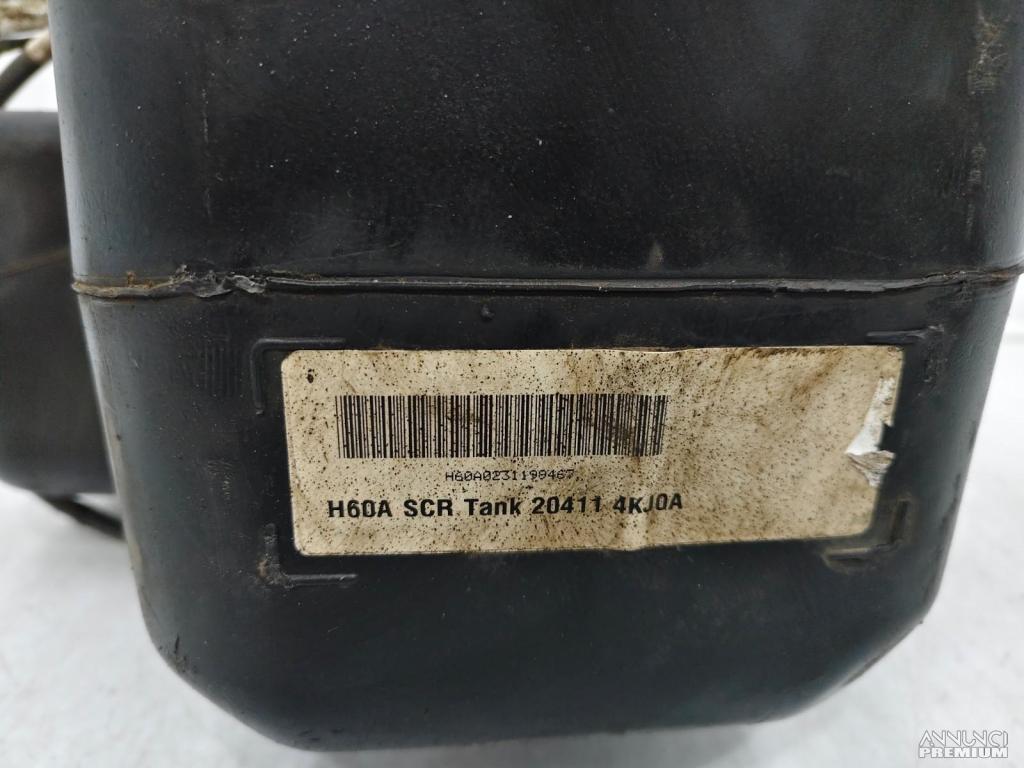 H60A0231199467
H60A SCR Tank 20411 4KJ0A
ANNUNCI
PREMIUM